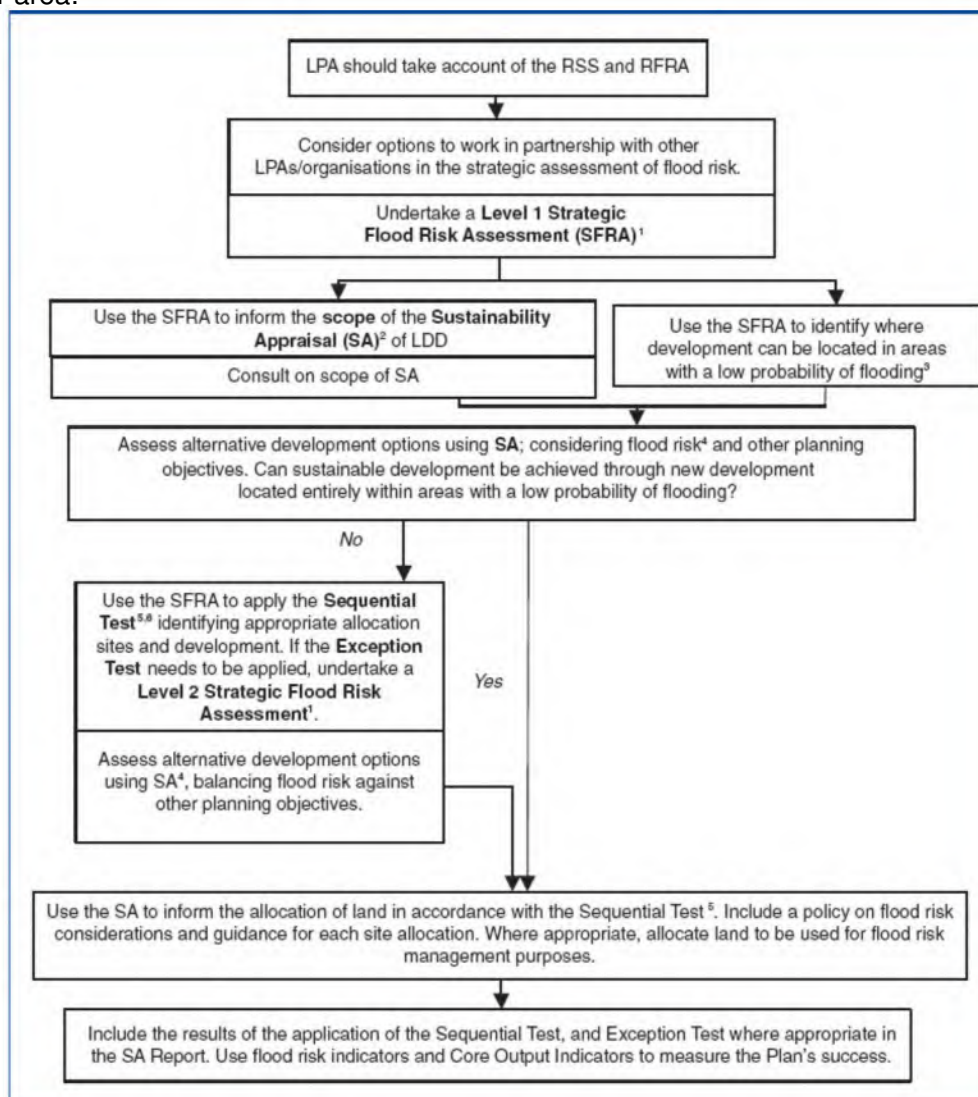 area.
LPA should take account of the RSS and RFRA
Consider options to work in partnership with other
LPAs/organisations in the strategic assessment of flood risk.
Undertake a Level 1 Strategic
Flood Risk Assessment (SFRA)¹
Use the SFRA to inform the scope of the Sustainability
Appraisal (SA)² of LDD
Consult on scope of SA
Use the SFRA to identify where
development can be located in areas
with a low probability of flooding³
Assess alternative development options using SA; considering flood risk⁴ and other planning
objectives. Can sustainable development be achieved through new development
located entirely within areas with a low probability of flooding?
No
Yes
Use the SFRA to apply the Sequential
Test⁵,⁶ identifying appropriate allocation
sites and development. If the Exception
Test needs to be applied, undertake a
Level 2 Strategic Flood Risk
Assessment¹.
Assess alternative development options
using SA⁴, balancing flood risk against
other planning objectives.
Use the SA to inform the allocation of land in accordance with the Sequential Test ⁵. Include a policy on flood risk
considerations and guidance for each site allocation. Where appropriate, allocate land to be used for flood risk
management purposes.
Include the results of the application of the Sequential Test, and Exception Test where appropriate in
the SA Report. Use flood risk indicators and Core Output Indicators to measure the Plan's success.